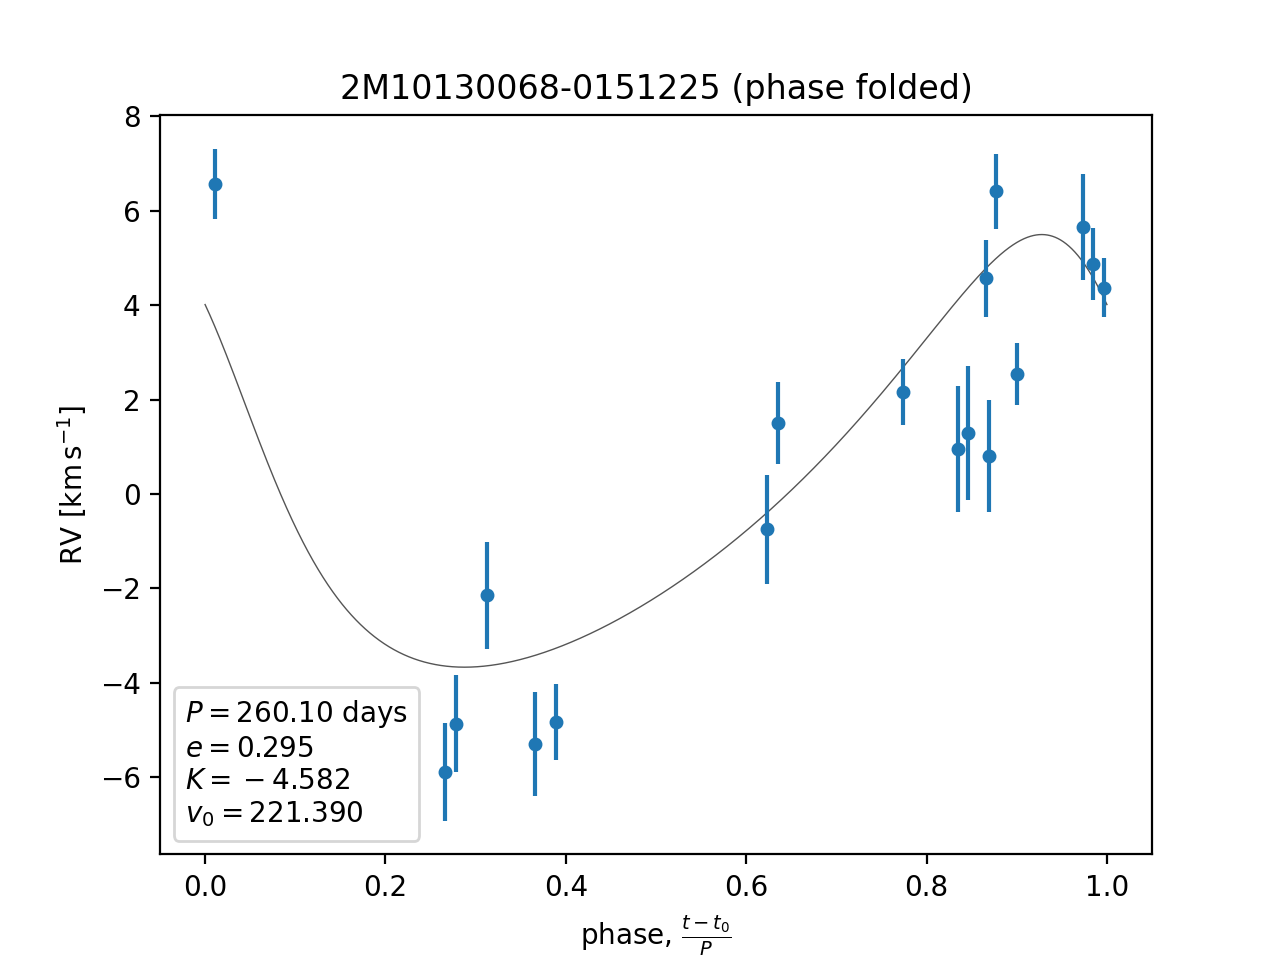 2M10130068-0151225 (phase folded)
8
6
4
2
0
−2
−4
−6
RV [km s⁻¹]
P = 260.10 days
e = 0.295
K = −4.582
v₀ = 221.390
0.0 0.2 0.4 0.6 0.8 1.0
phase, (t − t₀)/P